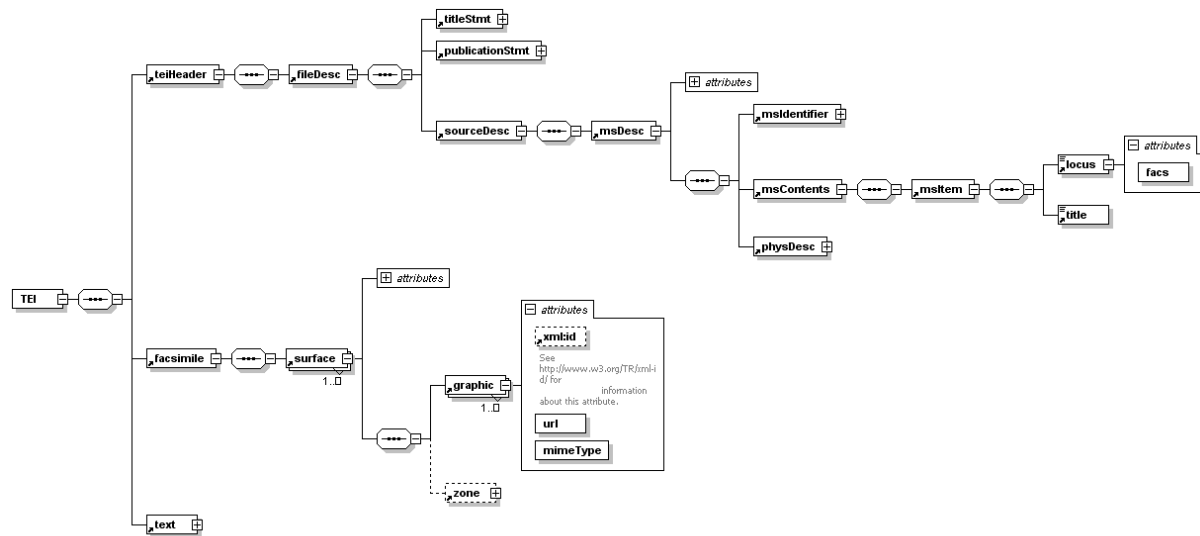 titleStmt
publicationStmt
teiHeader
fileDesc
attributes
sourceDesc
msDesc
msIdentifier
attributes
locus
facs
msContents
msItem
title
physDesc
attributes
TEI
attributes
xml:id
facsimile
surface
See
http://www.w3.org/TR/xml-i
d/ for
information
about this attribute.
1..
graphic
1..
url
mimeType
zone
text